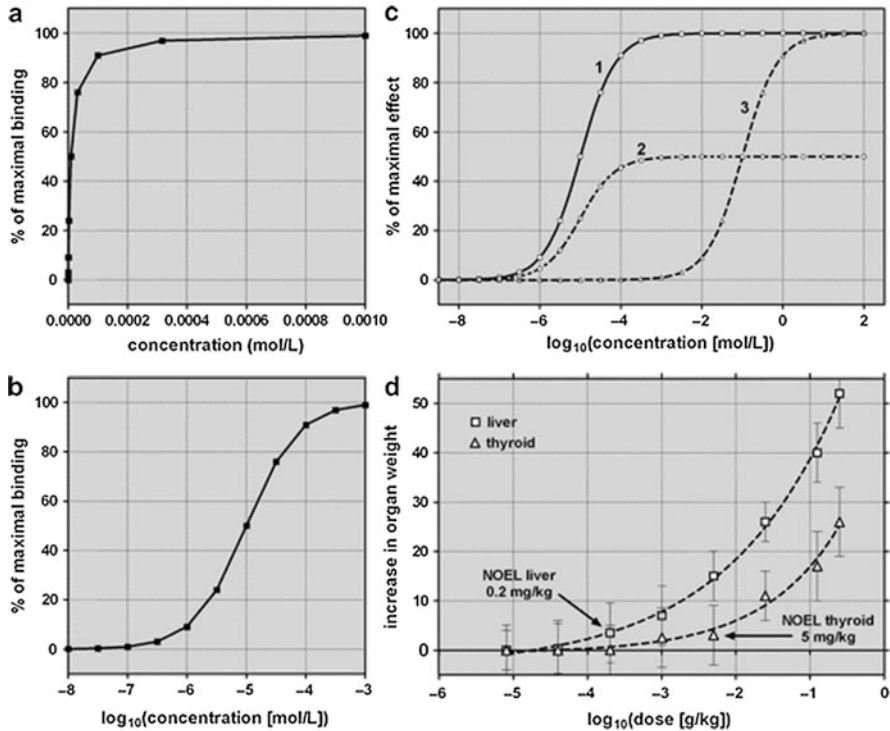 a
% of maximal binding
100
80
60
40
20
0
0.0000 0.0002 0.0004 0.0006 0.0008 0.0010
concentration (mol/L)
c
% of maximal effect
100
80
60
40
20
0
1
2
3
−8 −6 −4 −2 0 2
log10(concentration [mol/L])
b
% of maximal binding
100
80
60
40
20
0
−8 −7 −6 −5 −4 −3
log10(concentration [mol/L])
d
increase in organ weight
50
40
30
20
10
0
liver
thyroid
NOEL liver
0.2 mg/kg
NOEL thyroid
5 mg/kg
−6 −5 −4 −3 −2 −1 0
log10(dose [g/kg])